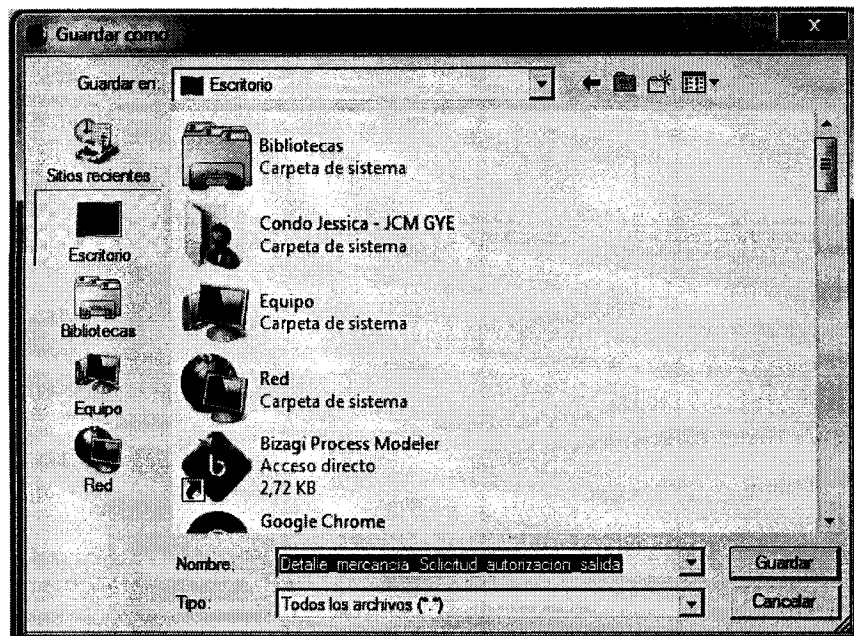 Guardar como
X
Guardar en:
Escritorio
Sitios recientes
Escritorio
Bibliotecas
Equipo
Red
Bibliotecas
Carpeta de sistema
Condo Jessica - JCM GYE
Carpeta de sistema
Equipo
Carpeta de sistema
Red
Carpeta de sistema
Bizagi Process Modeler
Acceso directo
2,72 KB
Google Chrome
Nombre:
Detalle_mercancia_Solicitud_autorizacion_salida
Guardar
Tipo:
Todos los archivos (*.*)
Cancelar